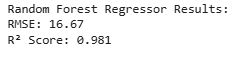 Random Forest Regressor Results:
RMSE: 16.67
R² Score: 0.981